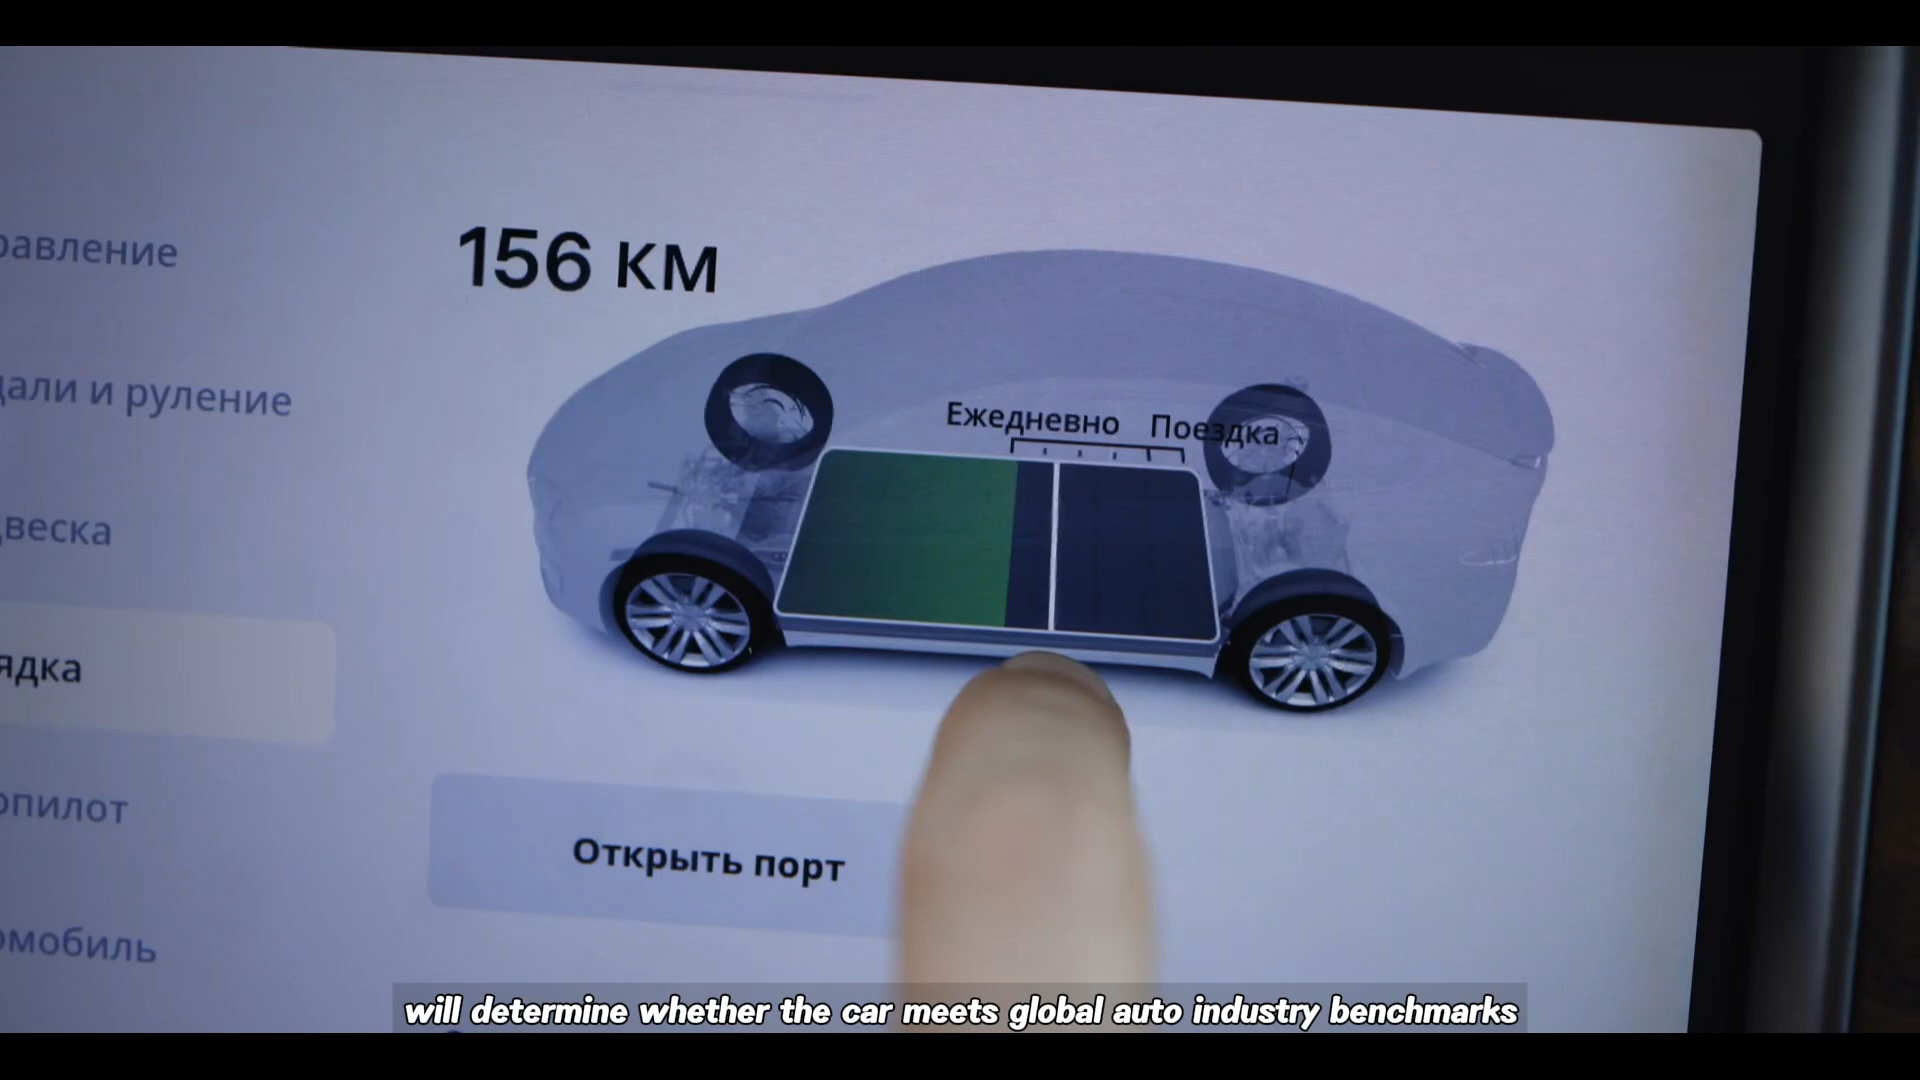 равление
156 КМ
дали и руление
Ежедневно Поездка
двеска
ядка
опилот
Открыть порт
омобиль
will determine whether the car meets global auto industry benchmarks